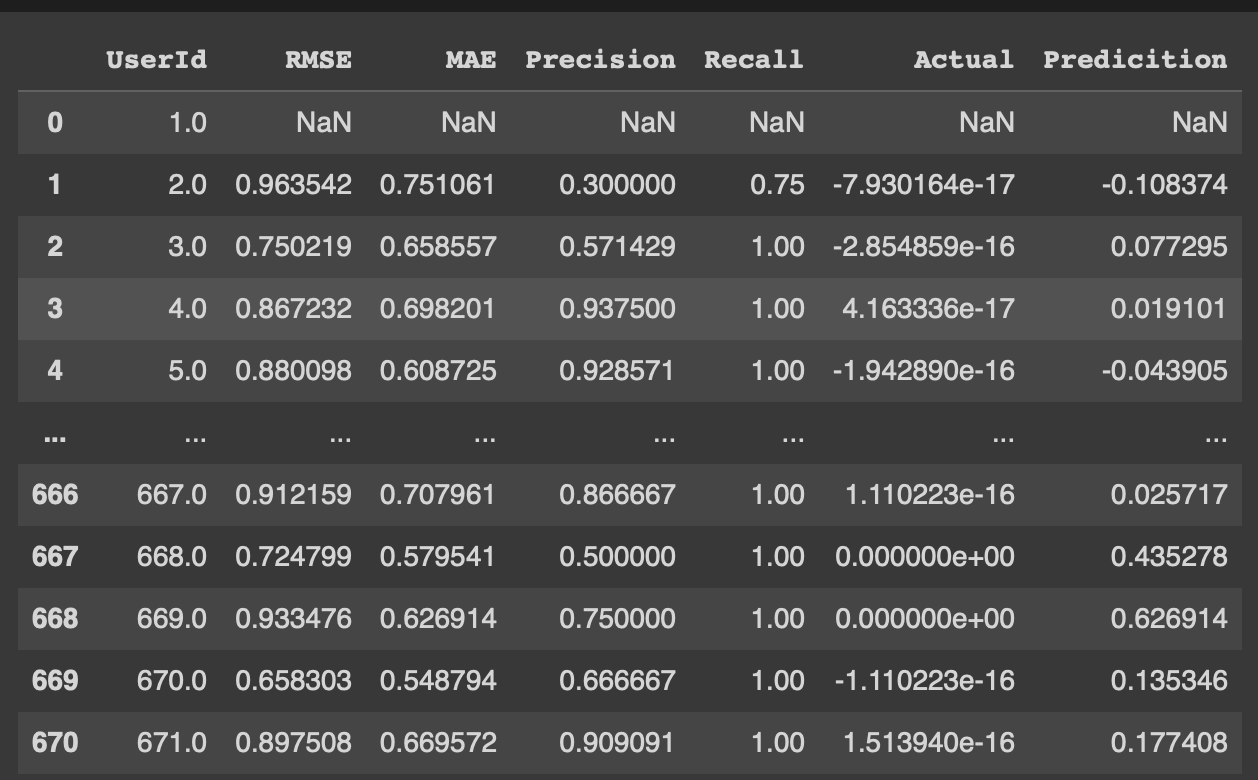 UserId RMSE MAE Precision Recall Actual Predicition
0 1.0 NaN NaN NaN NaN NaN NaN
1 2.0 0.963542 0.751061 0.300000 0.75 -7.930164e-17 -0.108374
2 3.0 0.750219 0.658557 0.571429 1.00 -2.854859e-16 0.077295
3 4.0 0.867232 0.698201 0.937500 1.00 4.163336e-17 0.019101
4 5.0 0.880098 0.608725 0.928571 1.00 -1.942890e-16 -0.043905
... ... ... ... ... ... ... ...
666 667.0 0.912159 0.707961 0.866667 1.00 1.110223e-16 0.025717
667 668.0 0.724799 0.579541 0.500000 1.00 0.000000e+00 0.435278
668 669.0 0.933476 0.626914 0.750000 1.00 0.000000e+00 0.626914
669 670.0 0.658303 0.548794 0.666667 1.00 -1.110223e-16 0.135346
670 671.0 0.897508 0.669572 0.909091 1.00 1.513940e-16 0.177408